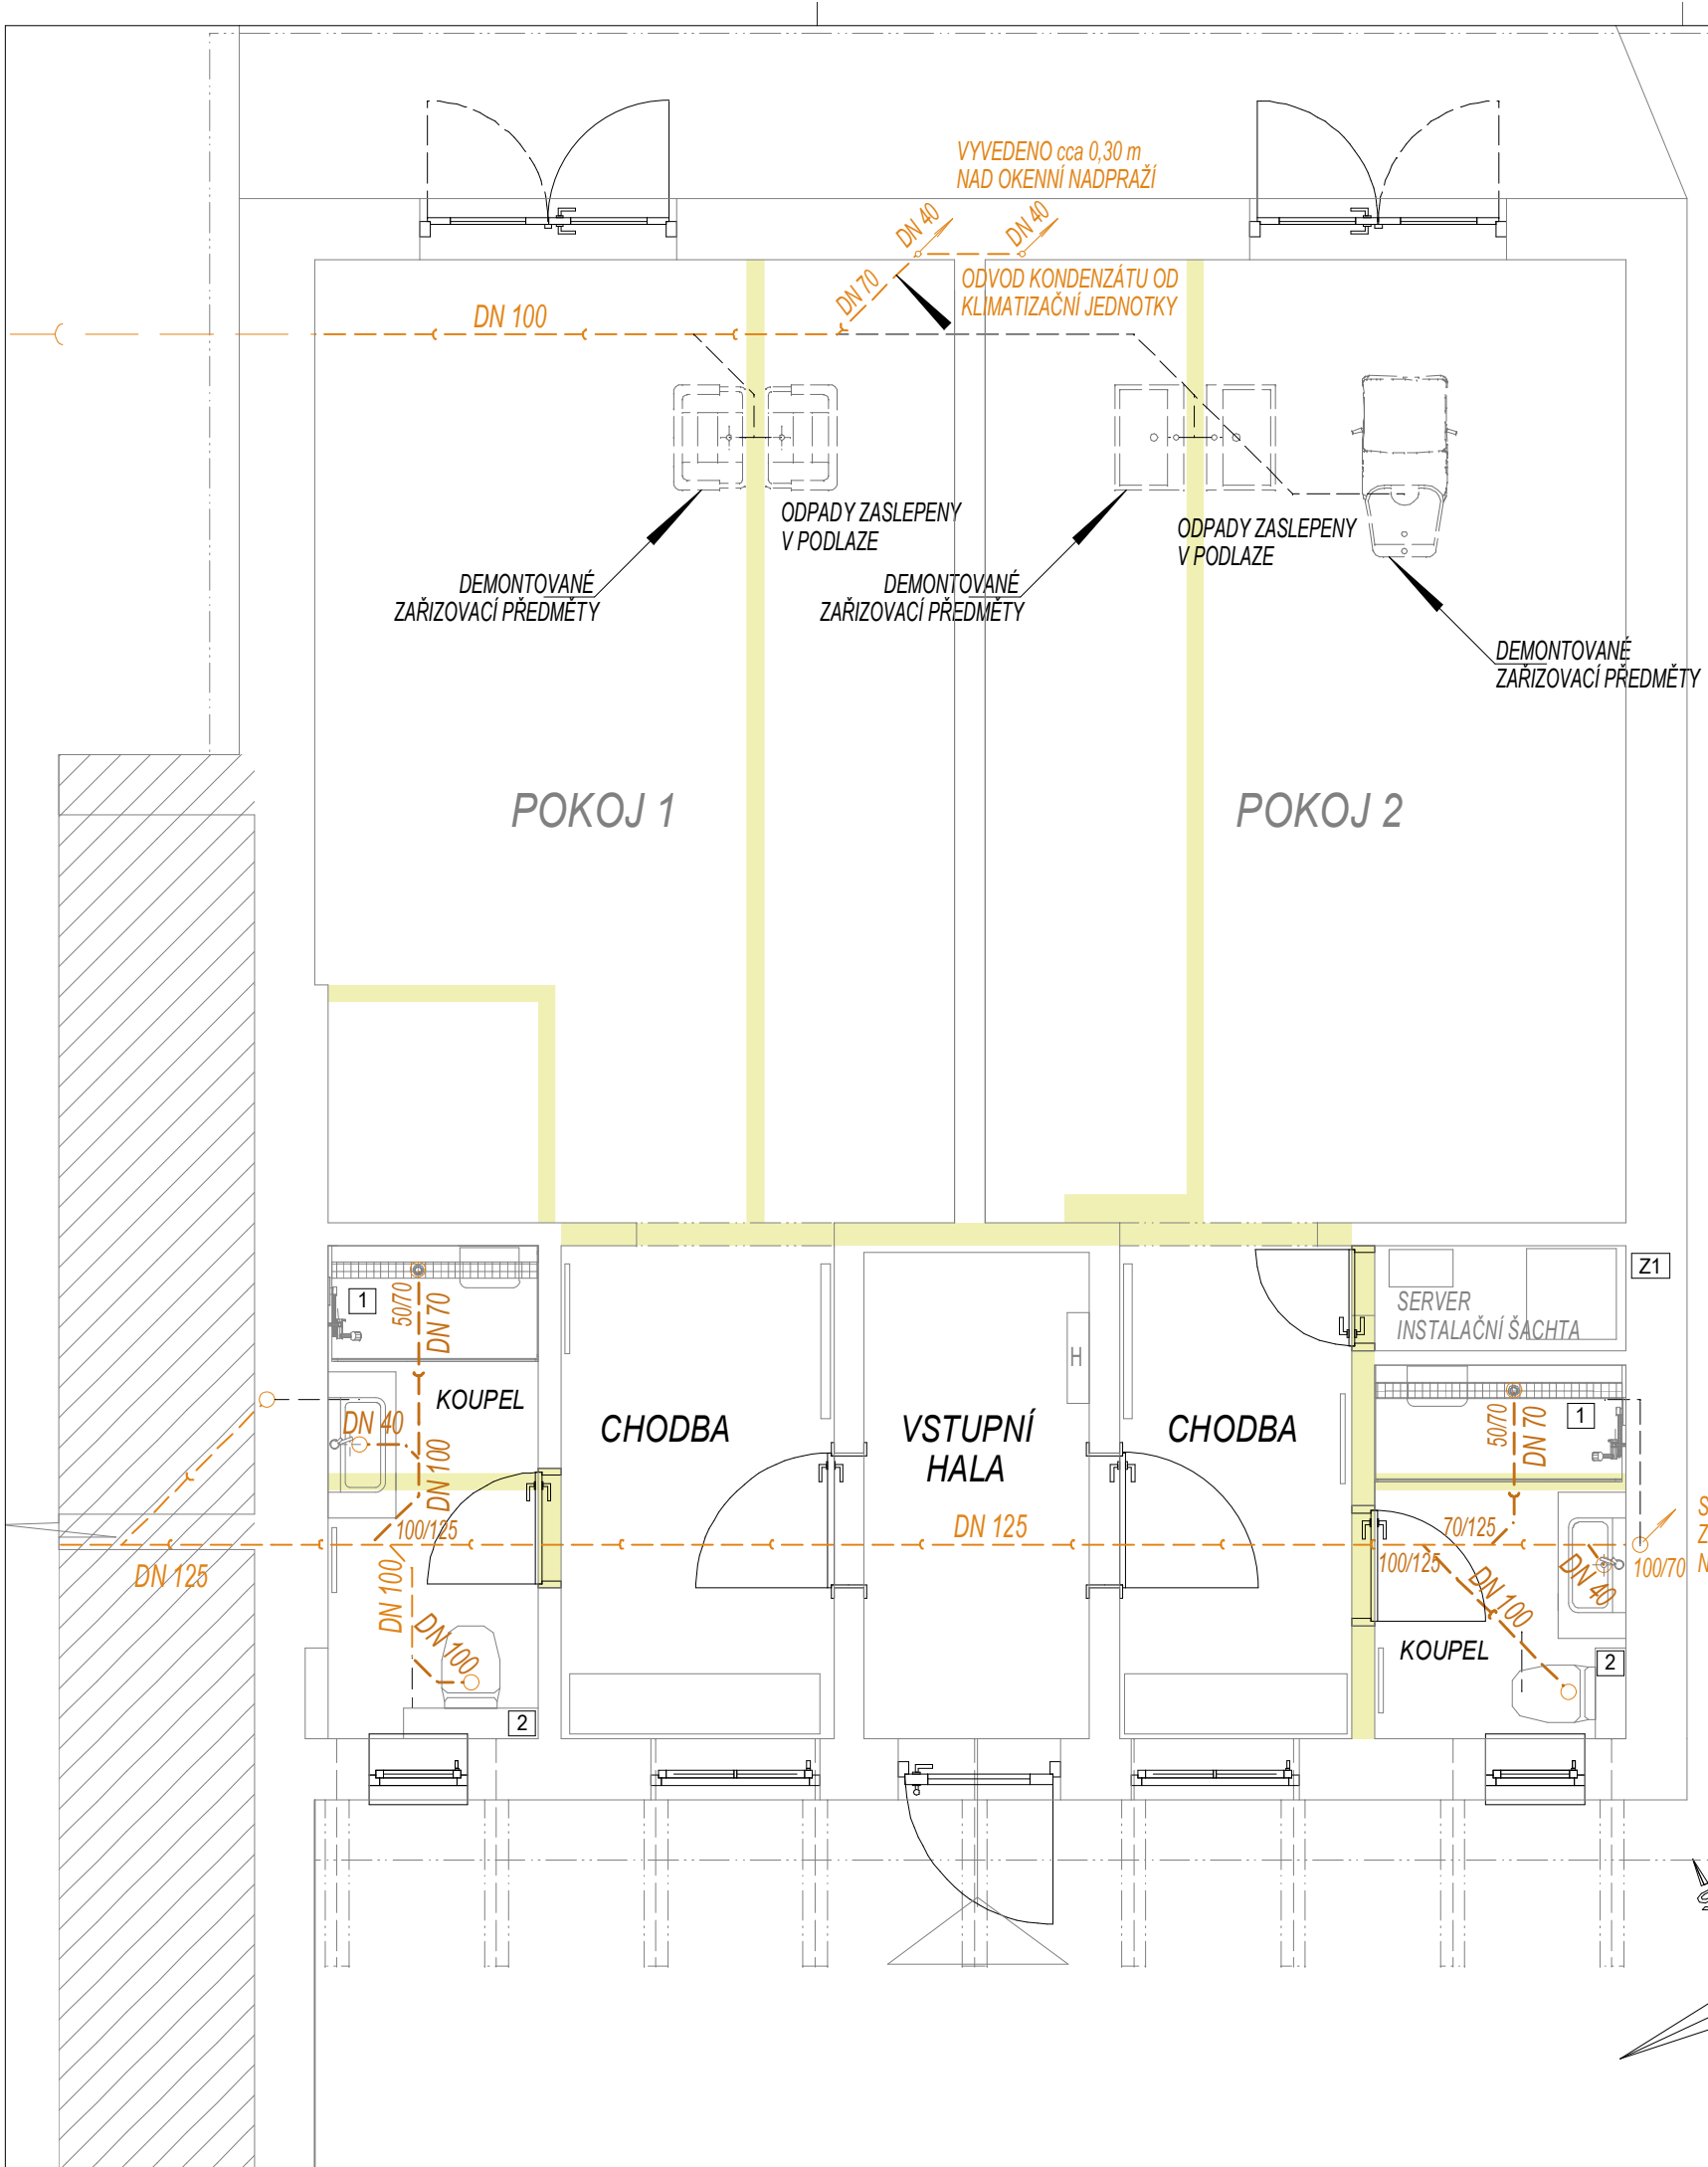 VYVEDENO cca 0,30 m
NAD OKENNÍ NADPRAŽÍ
DN 40
DN 40
DN 70
ODVOD KONDENZÁTU OD
KLIMATIZAČNÍ JEDNOTKY
DN 100
ODPADY ZASLEPENY
V PODLAZE
ODPADY ZASLEPENY
V PODLAZE
DEMONTOVANÉ
ZAŘIZOVACÍ PŘEDMĚTY
DEMONTOVANÉ
ZAŘIZOVACÍ PŘEDMĚTY
DEMONTOVANÉ
ZAŘIZOVACÍ PŘEDMĚTY
POKOJ 1
POKOJ 2
Z1
1
50/70
DN 70
SERVER
INSTALAČNÍ ŠACHTA
H
KOUPEL
DN 40
DN 100
CHODBA
VSTUPNÍ
HALA
CHODBA
1
50/70
DN 70
100/125
DN 125
70/125
100/125
DN 125
DN 100
DN 100
DN 100
DN 40
100/70
S
Z
N
KOUPEL
2
2